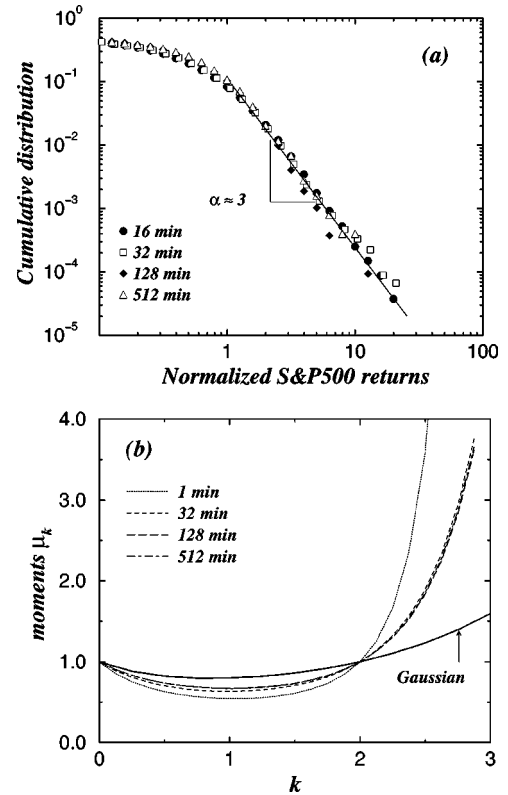 (a)
10^0
10^-1
10^-2
10^-3
10^-4
10^-5
Cumulative distribution
α ≈ 3
16 min
32 min
128 min
512 min
0.1
1
10
100
Normalized S&P500 returns
(b)
4.0
3.0
2.0
1.0
0.0
moments μ_k
1 min
32 min
128 min
512 min
Gaussian
0
1
2
3
k